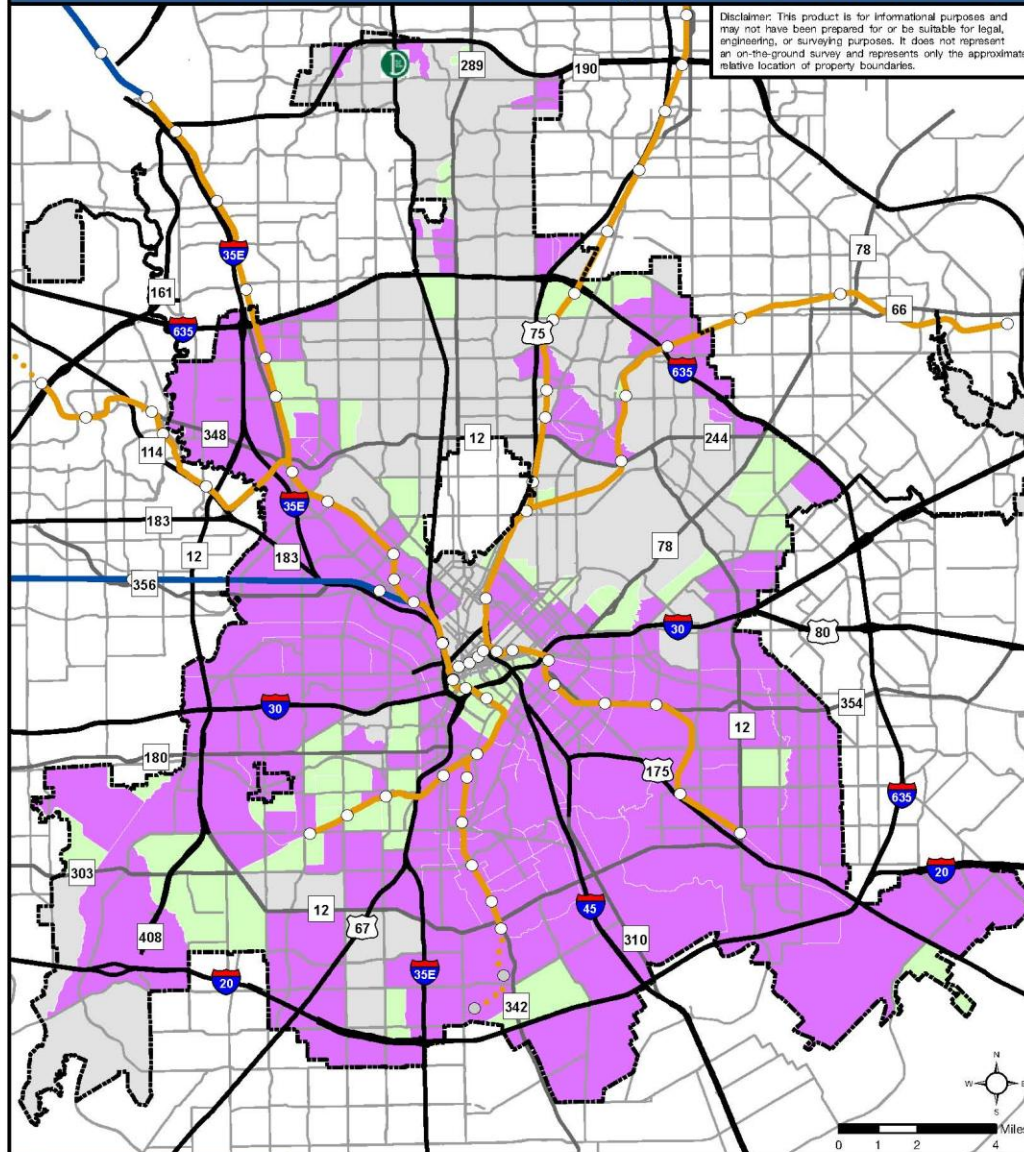 Disclaimer: This product is for informational purposes and
may not have been prepared for or be suitable for legal,
engineering, or surveying purposes. It does not represent
an on-the-ground survey and represents only the approximate
relative location of property boundaries.
289
190
35E
78
161
66
635
75
635
348
12
244
114
35E
183
12
183
78
356
30
80
30
354
12
180
175
635
303
20
12
67
45
408
310
35E
20
342
N
W E
S
Miles
0 1 2 4